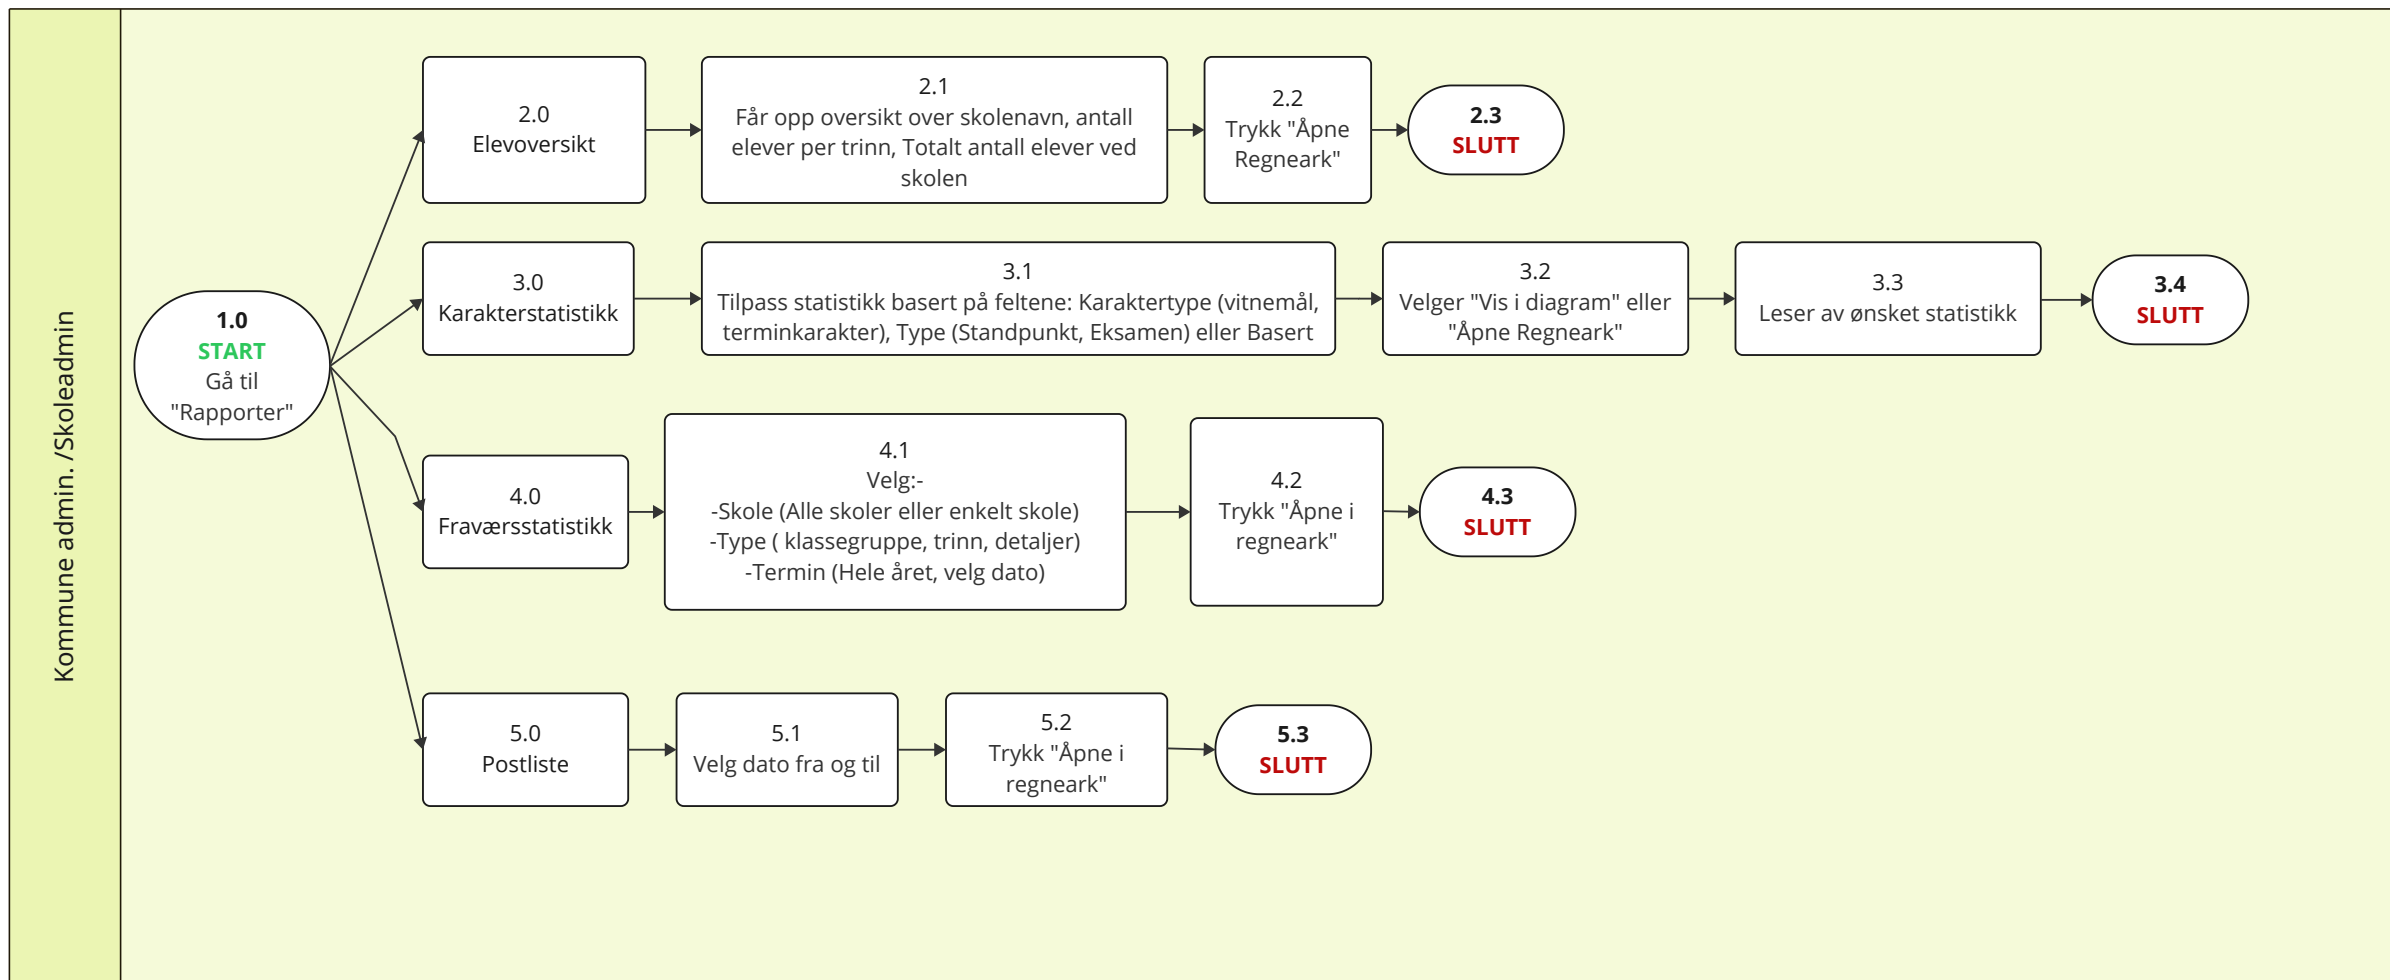 Kommune admin. /Skoleadmin
1.0
START
Gå til
"Rapporter"
2.0
Elevoversikt
2.1
Får opp oversikt over skolenavn, antall
elever per trinn, Totalt antall elever ved
skolen
2.2
Trykk "Åpne
Regneark"
2.3
SLUTT
3.0
Karakterstatistikk
3.1
Tilpass statistikk basert på feltene: Karaktertype (vitnemål,
terminkarakter), Type (Standpunkt, Eksamen) eller Basert
3.2
Velger "Vis i diagram" eller
"Åpne Regneark"
3.3
Leser av ønsket statistikk
3.4
SLUTT
4.0
Fraværsstatistikk
4.1
Velg:-
-Skole (Alle skoler eller enkelt skole)
-Type ( klassegruppe, trinn, detaljer)
-Termin (Hele året, velg dato)
4.2
Trykk "Åpne i
regneark"
4.3
SLUTT
5.0
Postliste
5.1
Velg dato fra og til
5.2
Trykk "Åpne i
regneark"
5.3
SLUTT